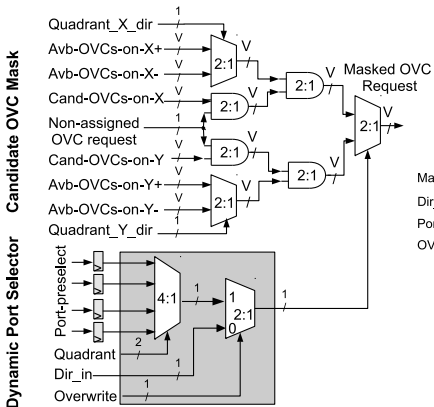 Candidate OVC Mask
Quadrant_X_dir
1
Avb-OVCs-on-X+
V
Avb-OVCs-on-X-
V
2:1
V
Cand-OVCs-on-X
V
2:1
V
2:1
V
Non-assigned
OVC request
1
2:1
V
Cand-OVCs-on-Y
V
Avb-OVCs-on-Y+
V
Avb-OVCs-on-Y-
V
2:1
V
2:1
V
Quadrant_Y_dir
1
Masked OVC
Request
2:1
V
Ma
Dir
Por
OV
Dynamic Port Selector
Port-preselect
4:1
1
1
2:1
0
1
Quadrant
2
Dir_in
1
Overwrite
1